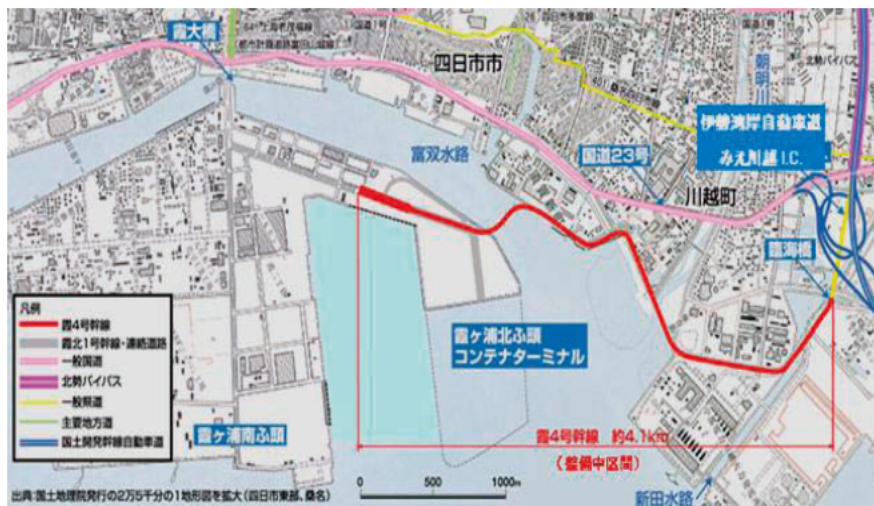 霞大橋
四日市市
富双水路
国道23号
朝明川
伊勢湾岸自動車道
みえ川越I.C.
川越町
臨海橋
霞ヶ浦北ふ頭
コンテナターミナル
霞ヶ浦南ふ頭
霞4号幹線 約4.1km
(整備中区間)
新田水路
凡例
霞4号幹線
霞北1号幹線・連絡道路
一般国道
北勢バイパス
一般県道
主要地方道
国土開発幹線自動車道
0 500 1000m
出典:国土地理院発行の2万5千分の1地形図を拡大(四日市東部、桑名)